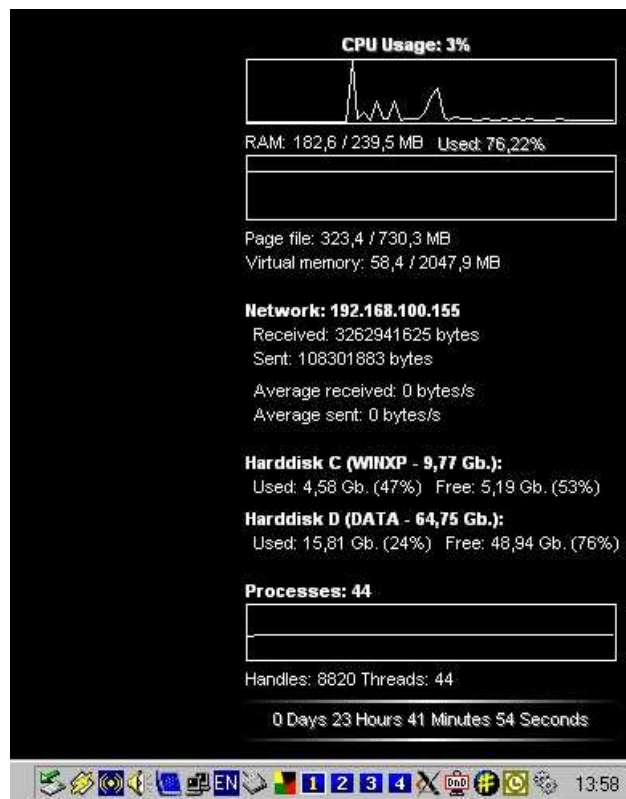 CPU Usage: 3%
RAM: 182,6 / 239,5 MB Used: 76,22%
Page file: 323,4 / 730,3 MB
Virtual memory: 58,4 / 2047,9 MB
Network: 192.168.100.155
Received: 3262941625 bytes
Sent: 108301883 bytes
Average received: 0 bytes/s
Average sent: 0 bytes/s
Harddisk C (WINXP - 9,77 Gb.):
Used: 4,58 Gb. (47%) Free: 5,19 Gb. (53%)
Harddisk D (DATA - 64,75 Gb.):
Used: 15,81 Gb. (24%) Free: 48,94 Gb. (76%)
Processes: 44
Handles: 8820 Threads: 44
0 Days 23 Hours 41 Minutes 54 Seconds
EN 1 2 3 4 DnD 13:58